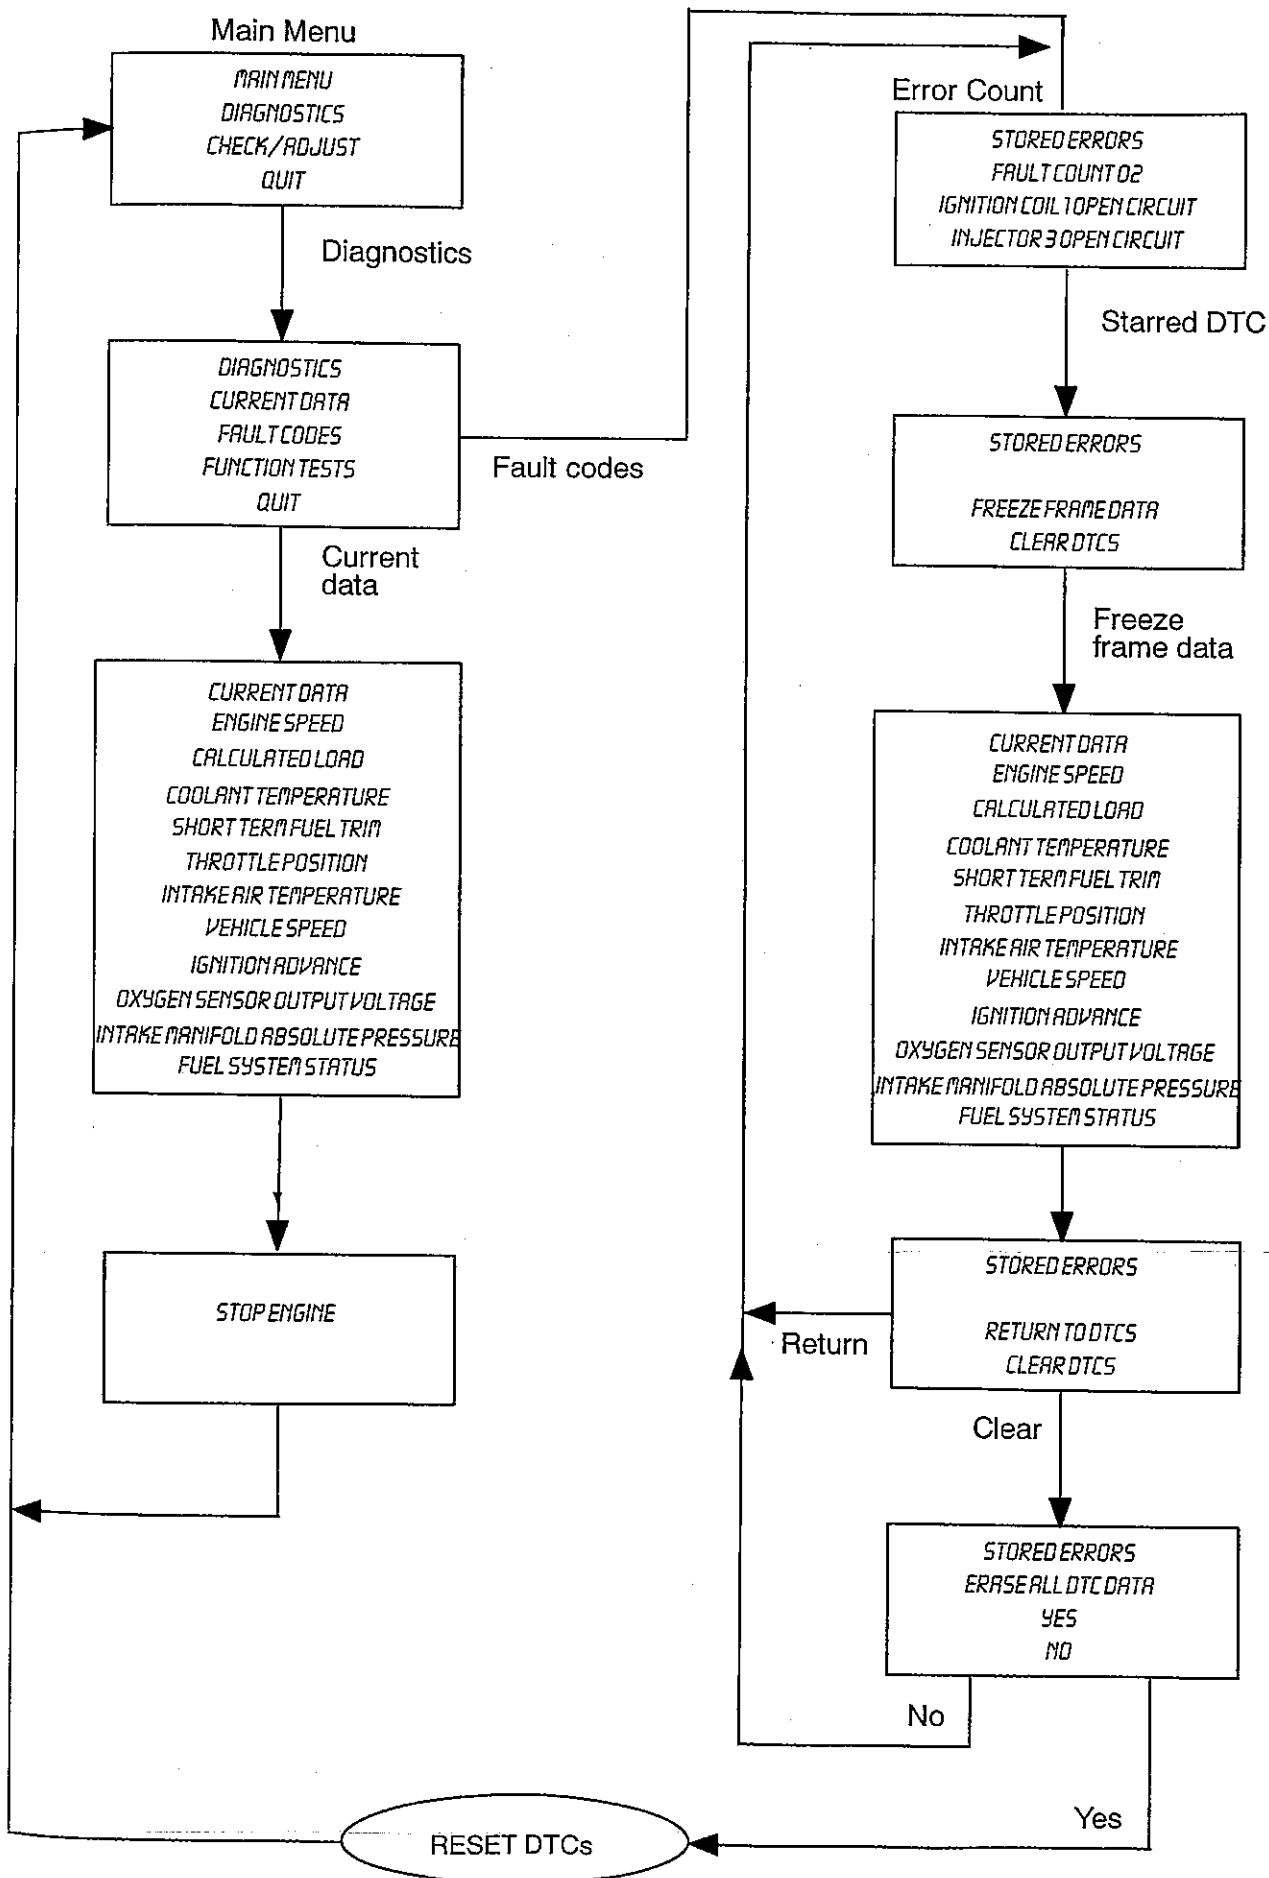 Main Menu
MAIN MENU
DIAGNOSTICS
CHECK/ADJUST
QUIT
Diagnostics
DIAGNOSTICS
CURRENT DATA
FAULT CODES
FUNCTION TESTS
QUIT
Fault codes
Current
data
CURRENT DATA
ENGINE SPEED
CALCULATED LOAD
COOLANT TEMPERATURE
SHORT TERM FUEL TRIM
THROTTLE POSITION
INTAKE AIR TEMPERATURE
VEHICLE SPEED
IGNITION ADVANCE
OXYGEN SENSOR OUTPUT VOLTAGE
INTAKE MANIFOLD ABSOLUTE PRESSURE
FUEL SYSTEM STATUS
STOP ENGINE
Error Count
STORED ERRORS
FAULT COUNT 02
IGNITION COIL 1 OPEN CIRCUIT
INJECTOR 3 OPEN CIRCUIT
Starred DTC
STORED ERRORS
FREEZE FRAME DATA
CLEAR DTCS
Freeze
frame data
CURRENT DATA
ENGINE SPEED
CALCULATED LOAD
COOLANT TEMPERATURE
SHORT TERM FUEL TRIM
THROTTLE POSITION
INTAKE AIR TEMPERATURE
VEHICLE SPEED
IGNITION ADVANCE
OXYGEN SENSOR OUTPUT VOLTAGE
INTAKE MANIFOLD ABSOLUTE PRESSURE
FUEL SYSTEM STATUS
STORED ERRORS
RETURN TO DTCS
CLEAR DTCS
Return
Clear
STORED ERRORS
ERASE ALL DTC DATA
YES
NO
No
Yes
RESET DTCs